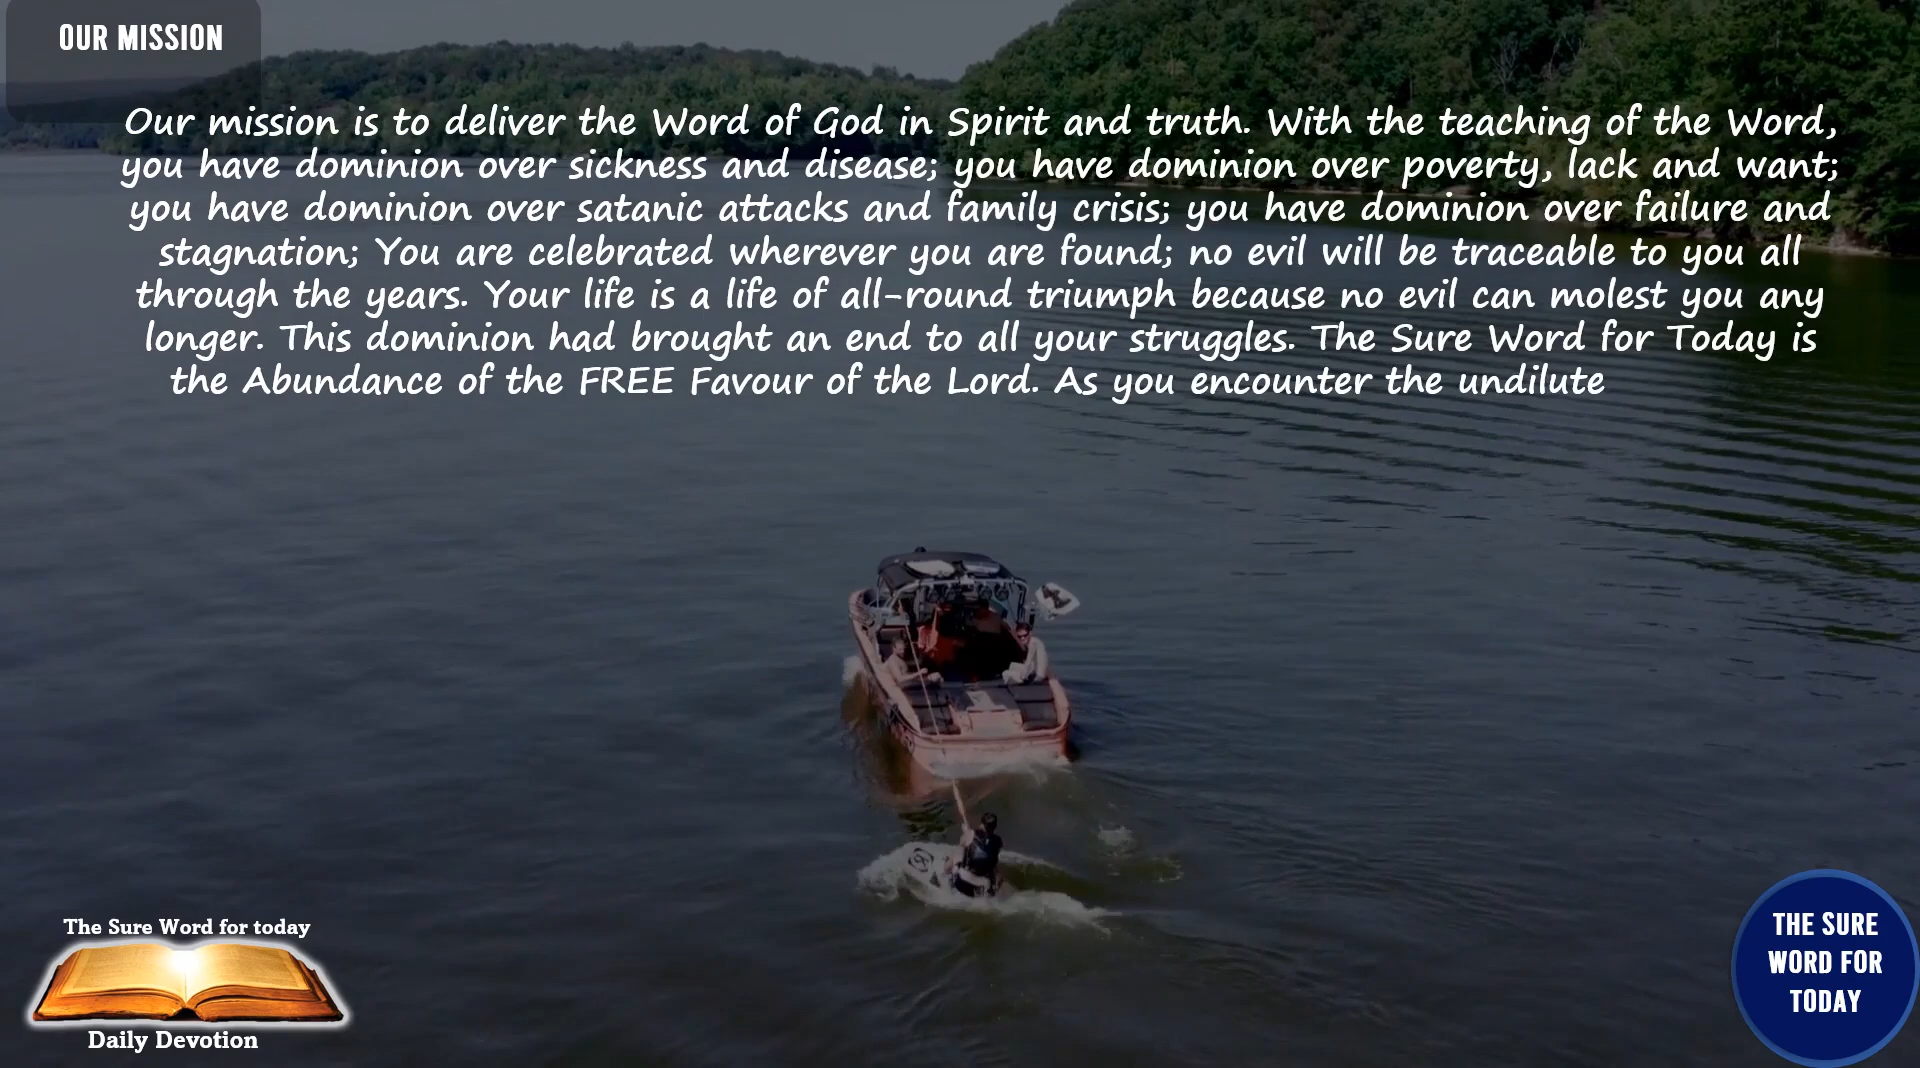 OUR MISSION
Our mission is to deliver the Word of God in Spirit and truth. With the teaching of the Word,
you have dominion over sickness and disease; you have dominion over poverty, lack and want;
you have dominion over satanic attacks and family crisis; you have dominion over failure and
stagnation; You are celebrated wherever you are found; no evil will be traceable to you all
through the years. Your life is a life of all-round triumph because no evil can molest you any
longer. This dominion had brought an end to all your struggles. The Sure Word for Today is
the Abundance of the FREE Favour of the Lord. As you encounter the undilute
The Sure Word for today
Daily Devotion
THE SURE
WORD FOR
TODAY